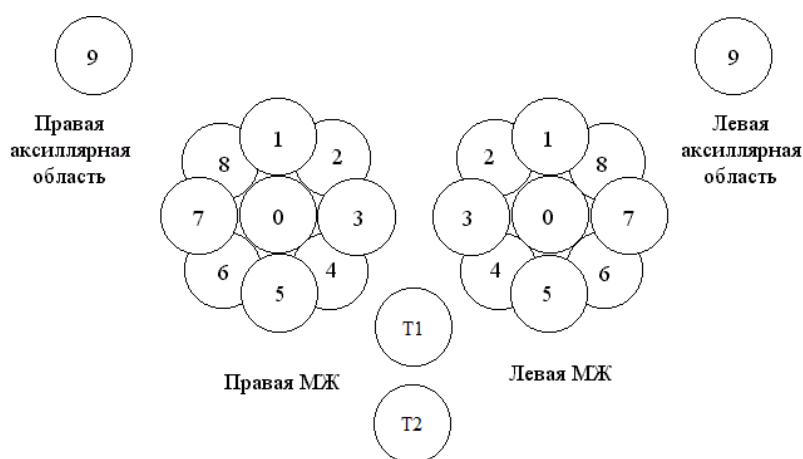 9
9
Правая
аксиллярная
область
Левая
аксиллярная
область
1
8
2
7
0
3
6
4
5
1
2
8
3
0
7
4
6
5
T1
Правая МЖ
Левая МЖ
T2